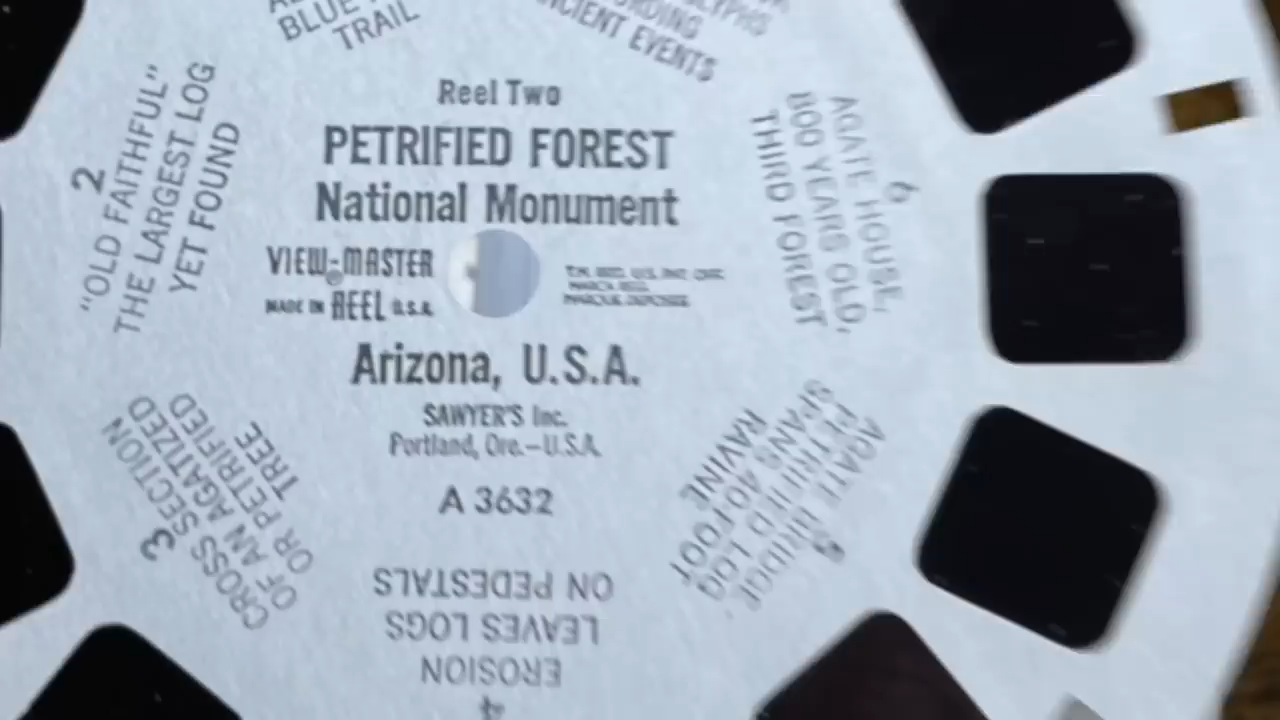 BLUE
TRAIL
ANCIENT EVENTS
Reel Two
PETRIFIED FOREST
National Monument
VIEW-MASTER
MADE IN REEL U.S.A.
Arizona, U.S.A.
SAWYER'S Inc.
Portland, Ore.–U.S.A.
A 3632
2
"OLD FAITHFUL"
THE LARGEST LOG
YET FOUND
3
CROSS SECTION
OF AN AGATIZED
OR PETRIFIED
TREE
4
EROSION
LEAVES LOGS
ON PEDESTALS
5
AGATE BRIDGE
PETRIFIED LOG
SPANS 40-FOOT
RAVINE
6
AGATE HOUSE,
800 YEARS OLD,
THIRD FOREST